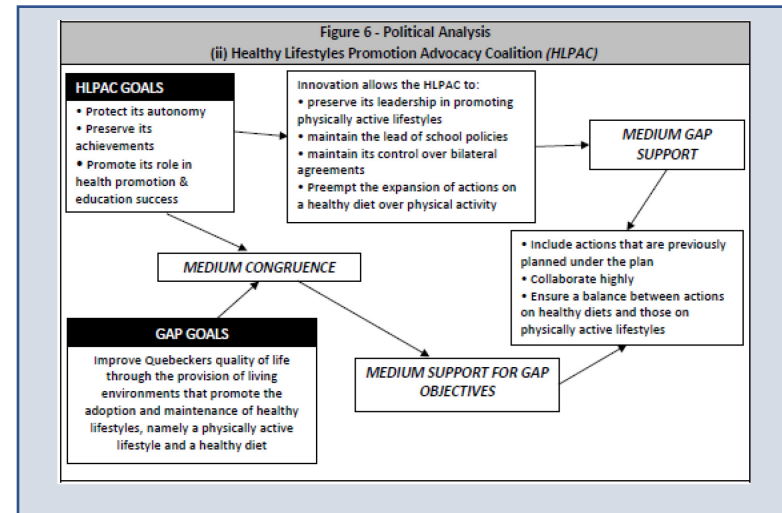 Figure 6 - Political Analysis
(ii) Healthy Lifestyles Promotion Advocacy Coalition (HLPAC)
HLPAC GOALS
• Protect its autonomy
• Preserve its
achievements
• Promote its role in
health promotion &
education success
Innovation allows the HLPAC to:
• preserve its leadership in promoting
physically active lifestyles
• maintain the lead of school policies
• maintain its control over bilateral
agreements
• Preempt the expansion of actions on
a healthy diet over physical activity
MEDIUM GAP
SUPPORT
MEDIUM CONGRUENCE
• Include actions that are previously
planned under the plan
• Collaborate highly
• Ensure a balance between actions
on healthy diets and those on
physically active lifestyles
GAP GOALS
Improve Quebeckers quality of life
through the provision of living
environments that promote the
adoption and maintenance of healthy
lifestyles, namely a physically active
lifestyle and a healthy diet
MEDIUM SUPPORT FOR GAP
OBJECTIVES